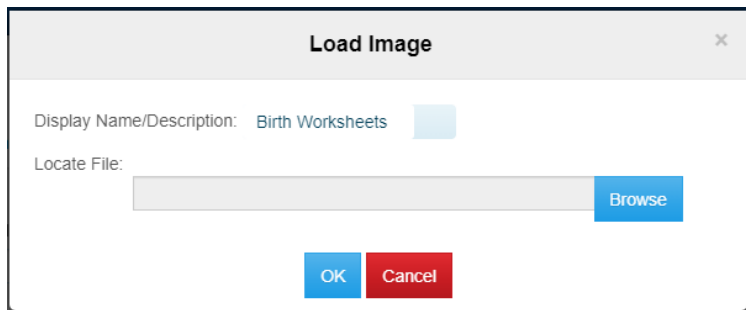 Load Image
×
Display Name/Description: Birth Worksheets
Locate File:
Browse
OK Cancel